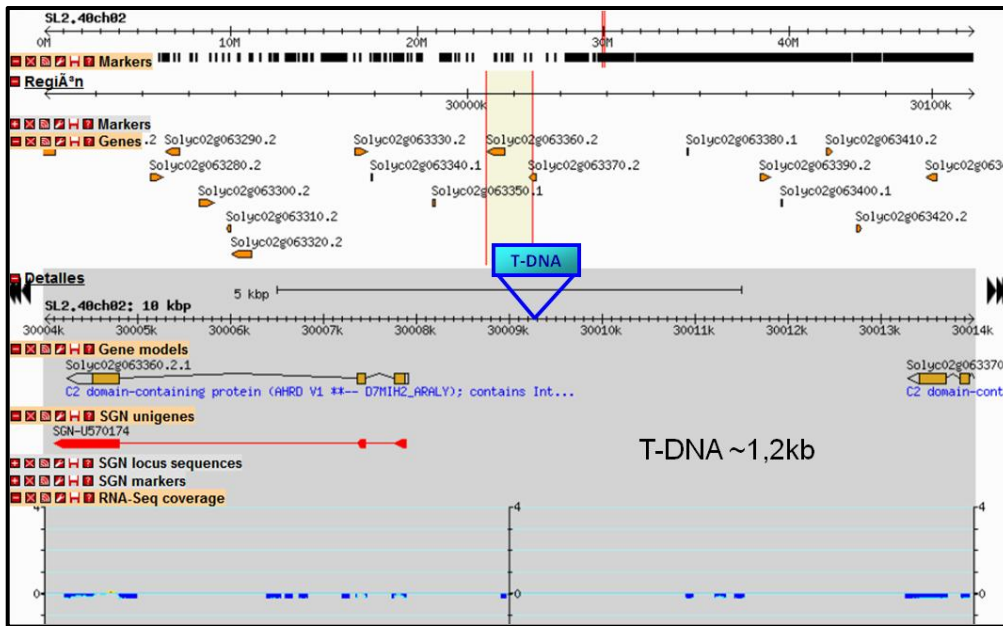 SL2.40ch02
0M 10M 20M 30M 40M
Markers
RegiÃªn
30000k 30100k
Markers
Genes
.2 Solyc02g063290.2 Solyc02g063330.2 Solyc02g063360.2 Solyc02g063380.1 Solyc02g063410.2
Solyc02g063280.2 Solyc02g063340.1 Solyc02g063370.2 Solyc02g063390.2 Solyc02g063
Solyc02g063300.2 Solyc02g063350.1 Solyc02g063400.1
Solyc02g063310.2 Solyc02g063420.2
Solyc02g063320.2
T-DNA
Detalles
5 kbp
SL2.40ch02: 10 kbp
30004k 30005k 30006k 30007k 30008k 30009k 30010k 30011k 30012k 30013k 30014k
Gene models
Solyc02g063360.2.1 Solyc02g063370
C2 domain-containing protein (AHRD V1 **-- D7MIH2_ARALY); contains Int... C2 domain-cont
SGN unigenes
SGN-U570174
T-DNA ~1,2kb
SGN locus sequences
SGN markers
RNA-Seq coverage
4 4 4
0 0 0